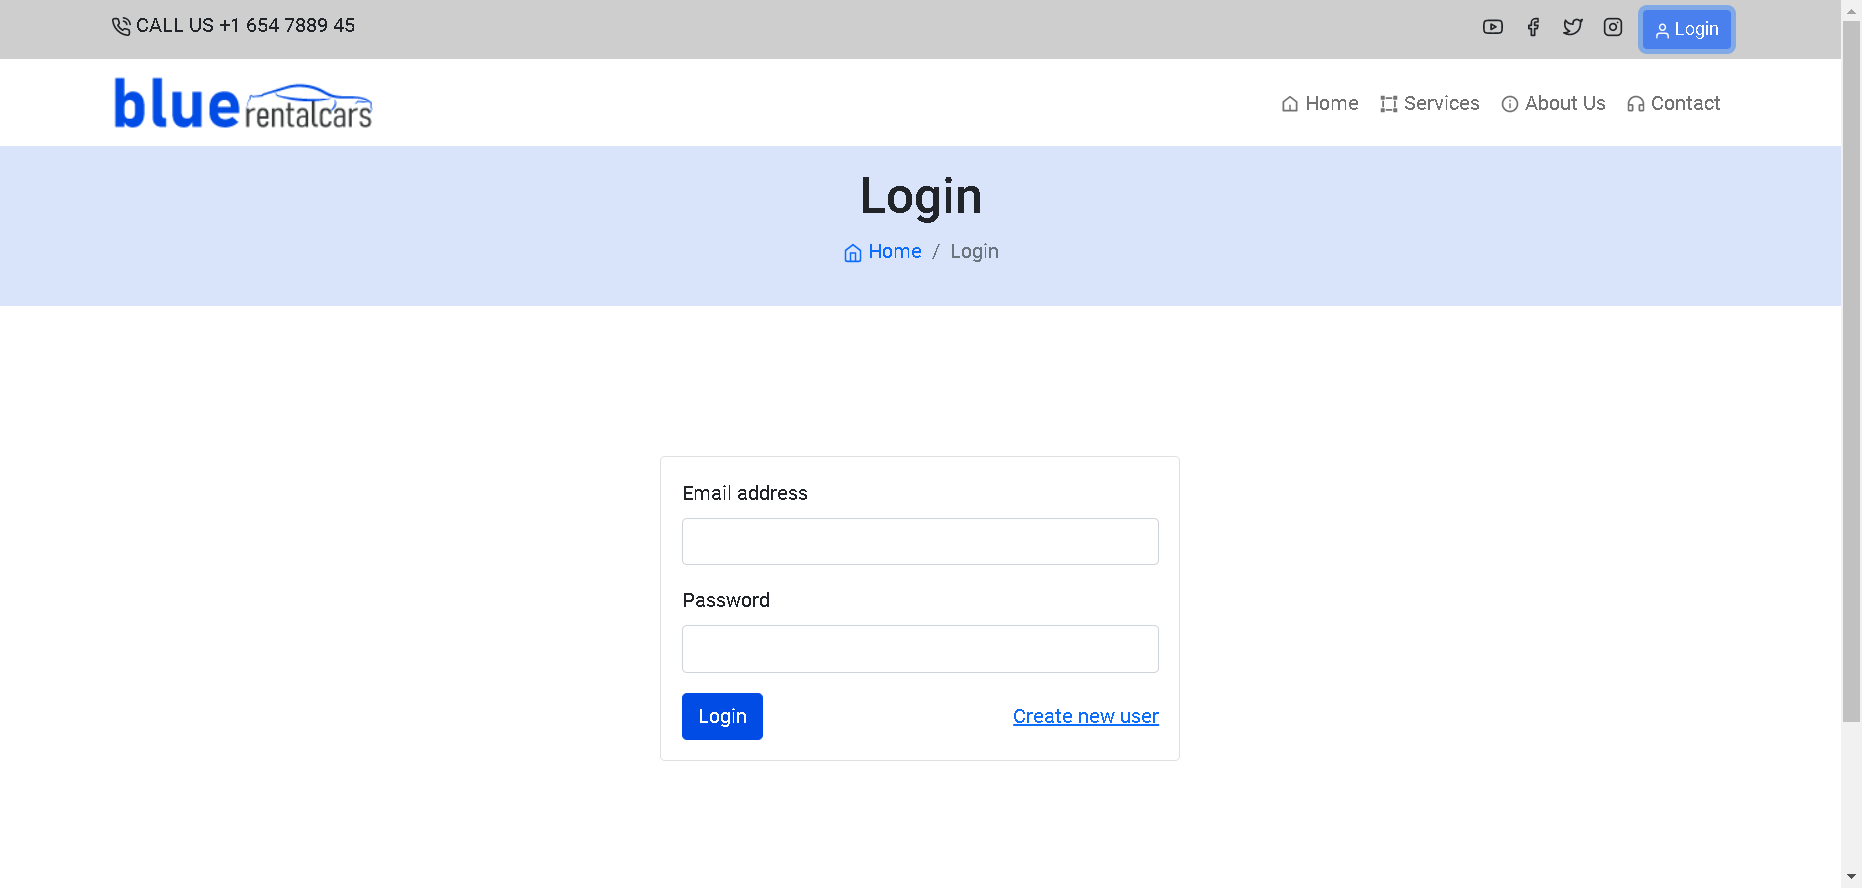 CALL US +1 654 7889 45
Login
blue rentalcars
Home
Services
About Us
Contact
Login
Home / Login
Email address
Password
Login
Create new user